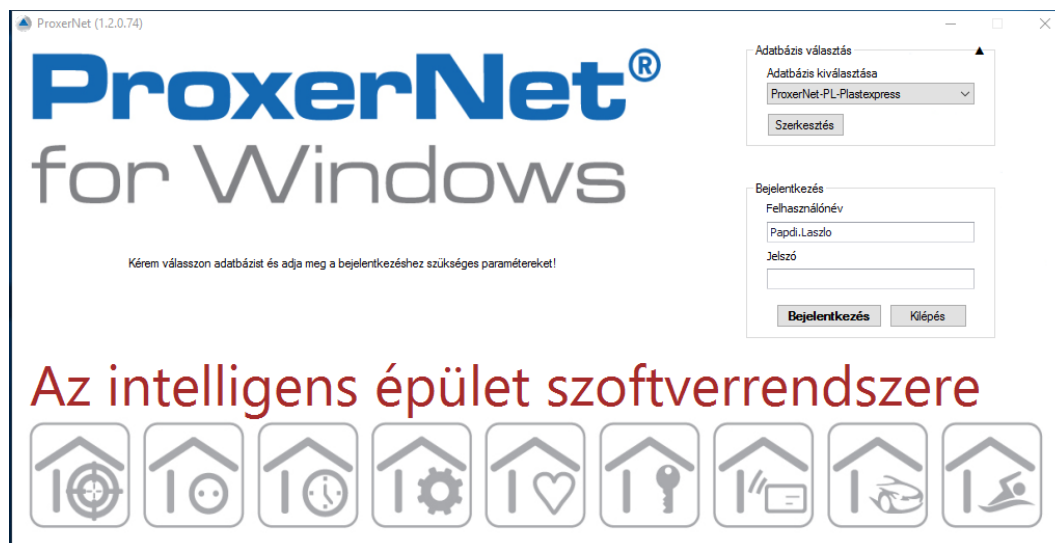 ProxerNet (1.2.0.74)
ProxerNet®
for Windows
Kérem válasszon adatbázist és adja meg a bejelentkezéshez szükséges paramétereket!
Adatbázis választás
Adatbázis kiválasztása
ProxerNet-PL-Plastexpress
Szerkesztés
Bejelentkezés
Felhasználónév
Papdi.Laszlo
Jelszó
Bejelentkezés Kilépés
Az intelligens épület szoftverrendszere